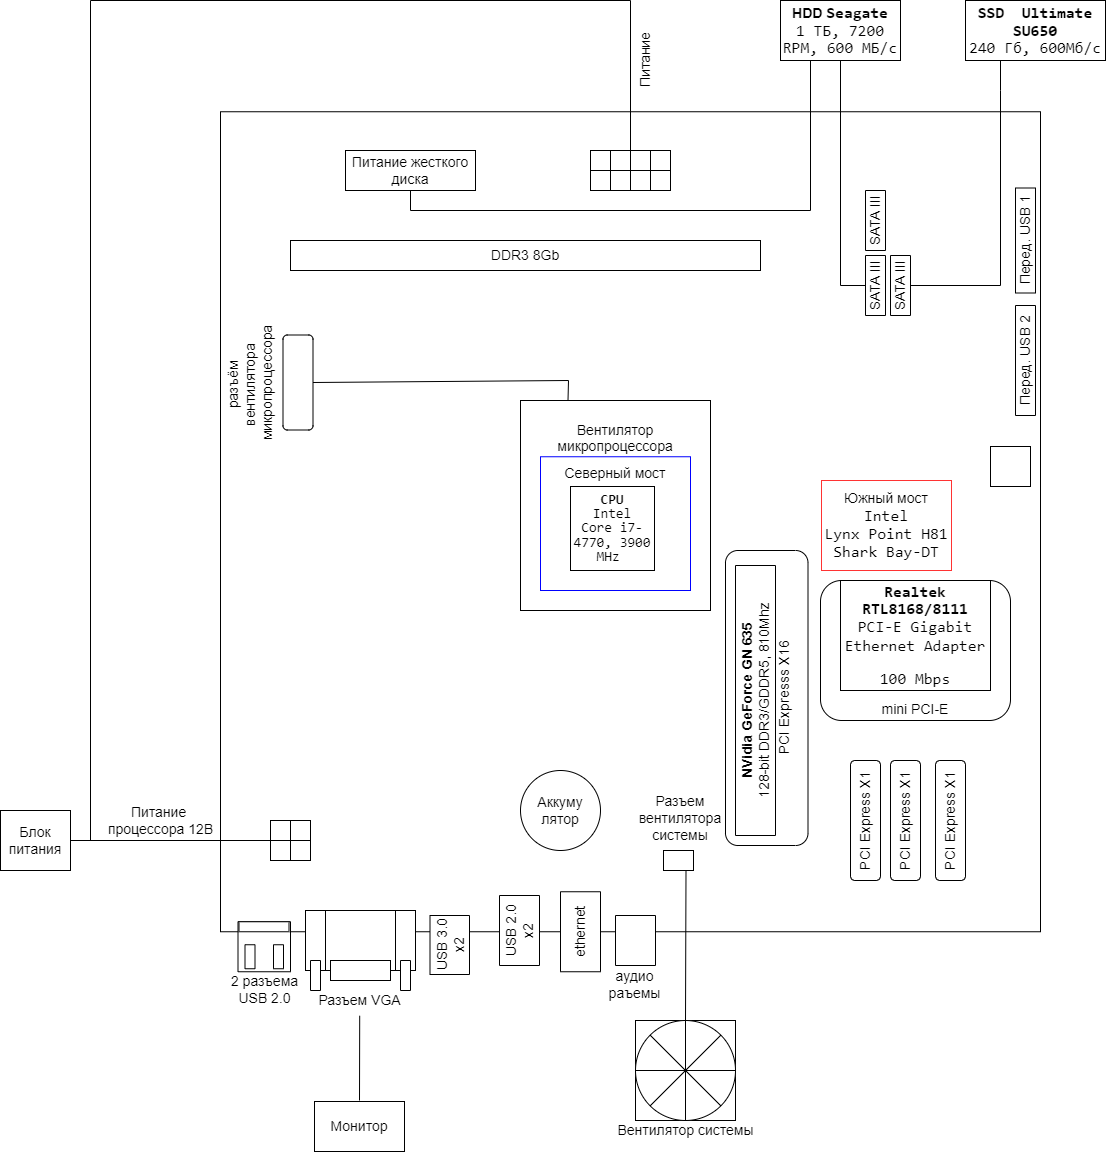 HDD Seagate
1 ТБ, 7200
RPM, 600 МБ/с
SSD Ultimate
SU650
240 Гб, 600Мб/с
Питание
Питание жесткого
диска
DDR3 8Gb
SATA III
SATA III
SATA III
Перед. USB 1
Перед. USB 2
разъём
вентилятора
микропроцессора
Вентилятор
микропроцессора
Северный мост
CPU
Intel
Core i7-
4770, 3900
MHz
Южный мост
Intel
Lynx Point H81
Shark Bay-DT
Realtek
RTL8168/8111
PCI-E Gigabit
Ethernet Adapter
100 Mbps
mini PCI-E
NVidia GeForce GN 635
128-bit DDR3/GDDR5, 810Mhz
PCI Expresss X16
PCI Express X1
PCI Express X1
PCI Express X1
Аккуму
лятор
Разъем
вентилятора
системы
Блок
питания
Питание
процессора 12В
2 разъема
USB 2.0
Разъем VGA
USB 3.0
x2
USB 2.0
x2
ethernet
аудио
раъемы
Монитор
Вентилятор системы